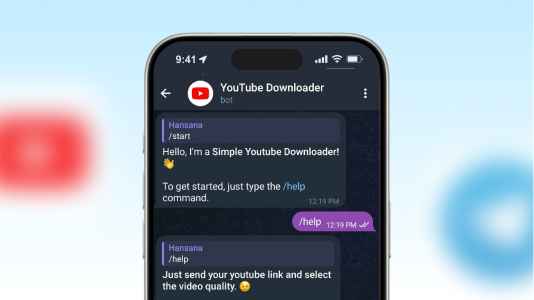 9:41
YouTube Downloader
bot
Hansana
/start
Hello, I'm a Simple Youtube Downloader!
👋
To get started, just type the /help
command.
12:19 PM
/help 12:19 PM
Hansana
/help
Just send your youtube link and select
the video quality. 😉